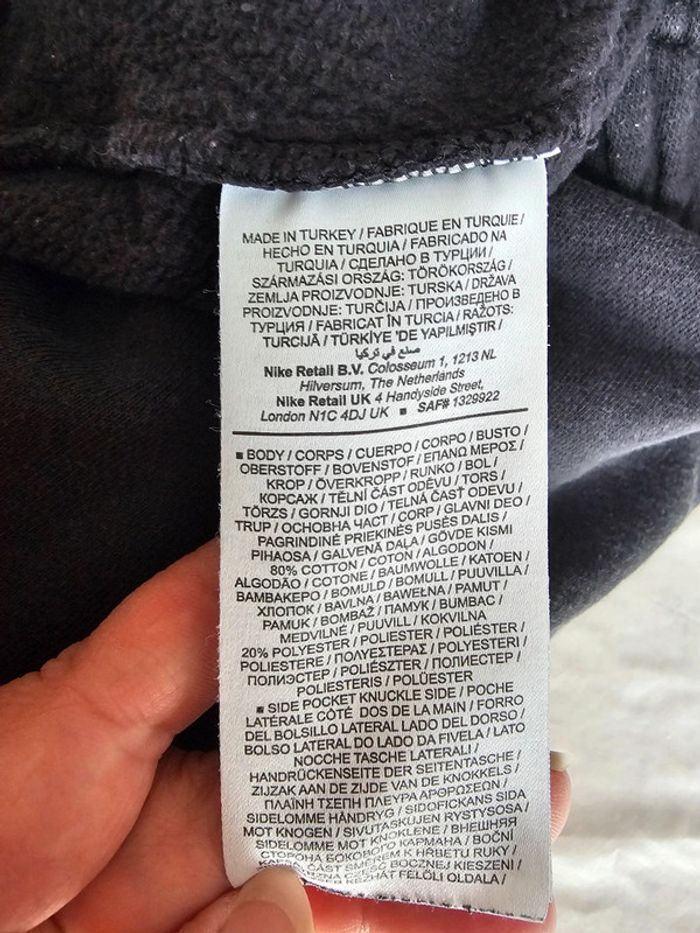 MADE IN TURKEY / FABRIQUE EN TURQUIE /
HECHO EN TURQUIA / FABRICADO NA
TURQUIA / СДЕЛАНО В ТУРЦИИ /
SZÁRMAZÁSI ORSZÁG: TÖRÖKORSZÁG /
ZEMLJA PROIZVODNJE: TURSKA / DRŽAVA
PROIZVODNJE: TURČIJA / ПРОИЗВЕДЕНО В
ТУРЦИЯ / FABRICAT ÎN TURCIA / RAŽOTS:
TURCIJĀ / TÜRKİYE 'DE YAPILMIŞTIR /
صنع في تركيا
Nike Retail B.V. Colosseum 1, 1213 NL
Hilversum, The Netherlands
Nike Retail UK 4 Handyside Street,
London N1C 4DJ UK ■ SAF# 1329922
■ BODY / CORPS / CUERPO / CORPO / BUSTO /
OBERSTOFF / BOVENSTOF / ΕΠΑΝΩ ΜΕΡΟΣ /
KROP / ÖVERKROPP / RUNKO / BOL /
КОРСАЖ / TĚLNÍ ČÁST ODĚVU / TORS /
TÖRZS / GORNJI DIO / TELNÁ ČASŤ ODEVU /
TRUP / ОСНОВНА ЧАСТ / CORP / GLAVNI DEO /
PAGRINDINĖ PRIEKINĖS PUSĖS DALIS /
PIHAOSA / GALVENĀ DAĻA / GÖVDE KISMI
80% COTTON / COTON / ALGODON /
ALGODÃO / COTONE / BAUMWOLLE / KATOEN /
ΒΑΜΒΑΚΕΡΟ / BOMULD / BOMULL / PUUVILLA /
ХЛОПОК / BAVLNA / BAWEŁNA / PAMUT /
PAMUK / BOMBAŽ / ПАМУК / BUMBAC /
MEDVILNĖ / PUUVILL / KOKVILNA
20% POLYESTER / POLIESTER / POLIÉSTER /
POLIESTERE / ΠΟΛΥΕΣΤΕΡΑΣ / POLYESTERI /
ПОЛИЭСТЕР / POLIÉSZTER / ПОЛИЕСТЕР /
POLIESTERIS / POLÜESTER
■ SIDE POCKET KNUCKLE SIDE / POCHE
LATÉRALE CÔTÉ DOS DE LA MAIN / FORRO
DEL BOLSILLO LATERAL LADO DEL DORSO /
BOLSO LATERAL DO LADO DA FIVELA / LATO
NOCCHE TASCHE LATERALI /
HANDRÜCKENSEITE DER SEITENTASCHE /
ZIJZAK AAN DE ZIJDE VAN DE KNOKKELS /
ΠΛΑΪΝΗ ΤΣΕΠΗ ΠΛΕΥΡΑ ΑΡΘΡΩΣΕΩΝ /
SIDELOMME HÅNDRYG / SIDOFICKANS SIDA
MOT KNOGEN / SIVUTASKUJEN RYSTYSOSA /
SIDELOMME MOT KNOKLENE / ВНЕШНЯЯ
СТОРОНА БОКОВОГО КАРМАНА / BOČNÍ
ČÁST SMĚREM K HŘBETU RUKY /
CZĘŚĆ BOCZNEJ KIESZENI /
FELÖLI OLDALA /